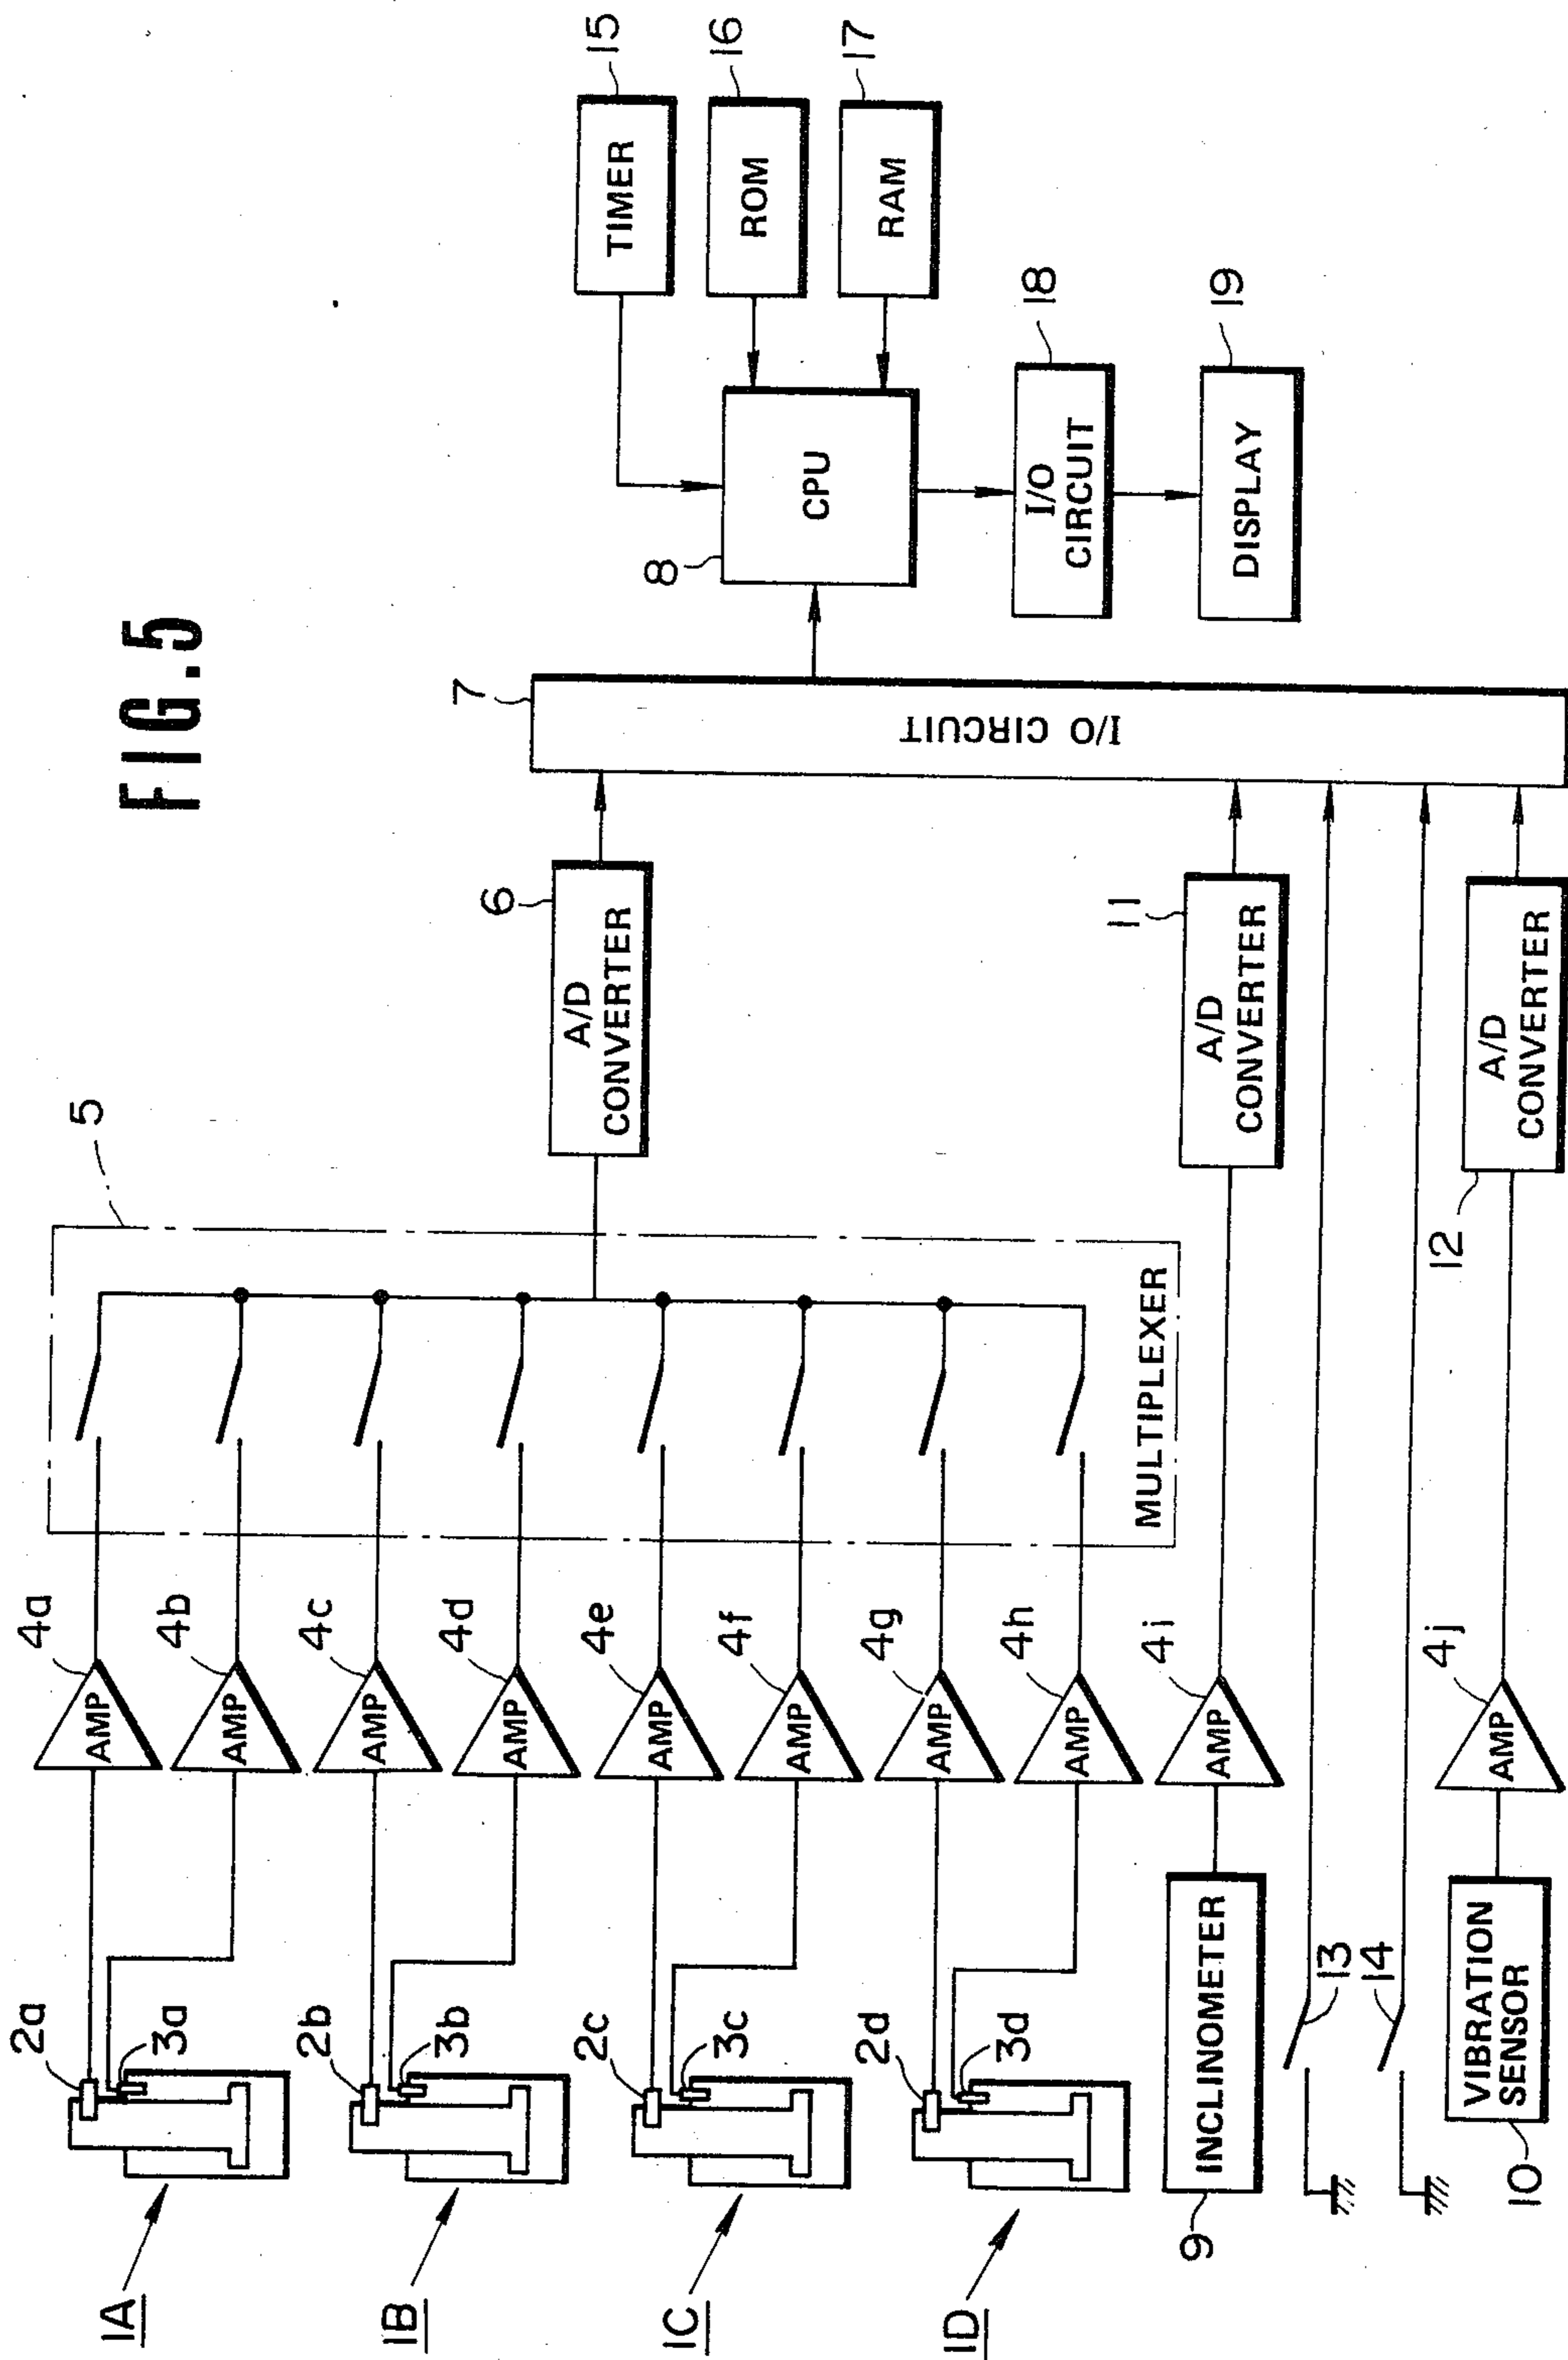 FIG.5
1A
2a
3a
AMP
4a
AMP
4b
1B
2b
3b
AMP
4c
AMP
4d
1C
2c
3c
AMP
4e
AMP
4f
1D
2d
3d
AMP
4g
AMP
4h
MULTIPLEXER
5
A/D
CONVERTER
6
I/O CIRCUIT
7
CPU
8
TIMER
15
ROM
16
RAM
17
I/O
CIRCUIT
18
DISPLAY
19
INCLINOMETER
9
AMP
4i
A/D
CONVERTER
11
13
14
VIBRATION
SENSOR
10
AMP
4j
A/D
CONVERTER
12